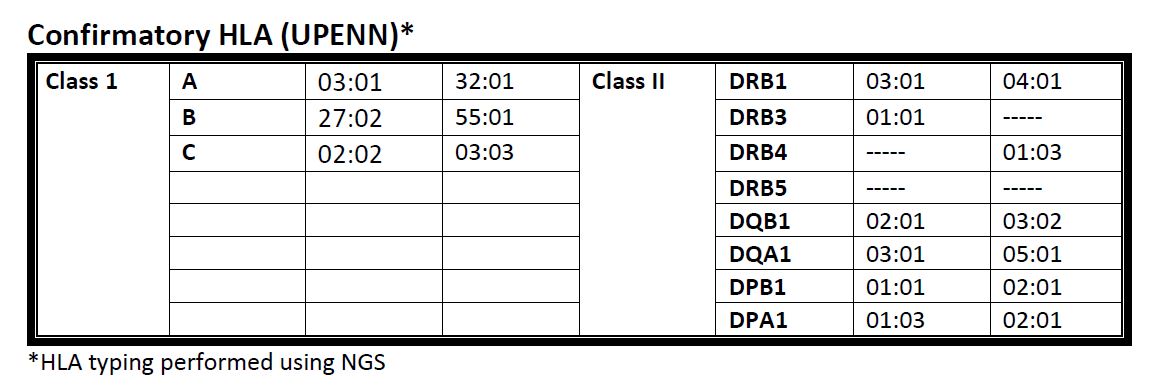 Confirmatory HLA (UPENN)*
Class 1 A 03:01 32:01 Class II DRB1 03:01 04:01
B 27:02 55:01 DRB3 01:01 -----
C 02:02 03:03 DRB4 ----- 01:03
DRB5 ----- -----
DQB1 02:01 03:02
DQA1 03:01 05:01
DPB1 01:01 02:01
DPA1 01:03 02:01
*HLA typing performed using NGS